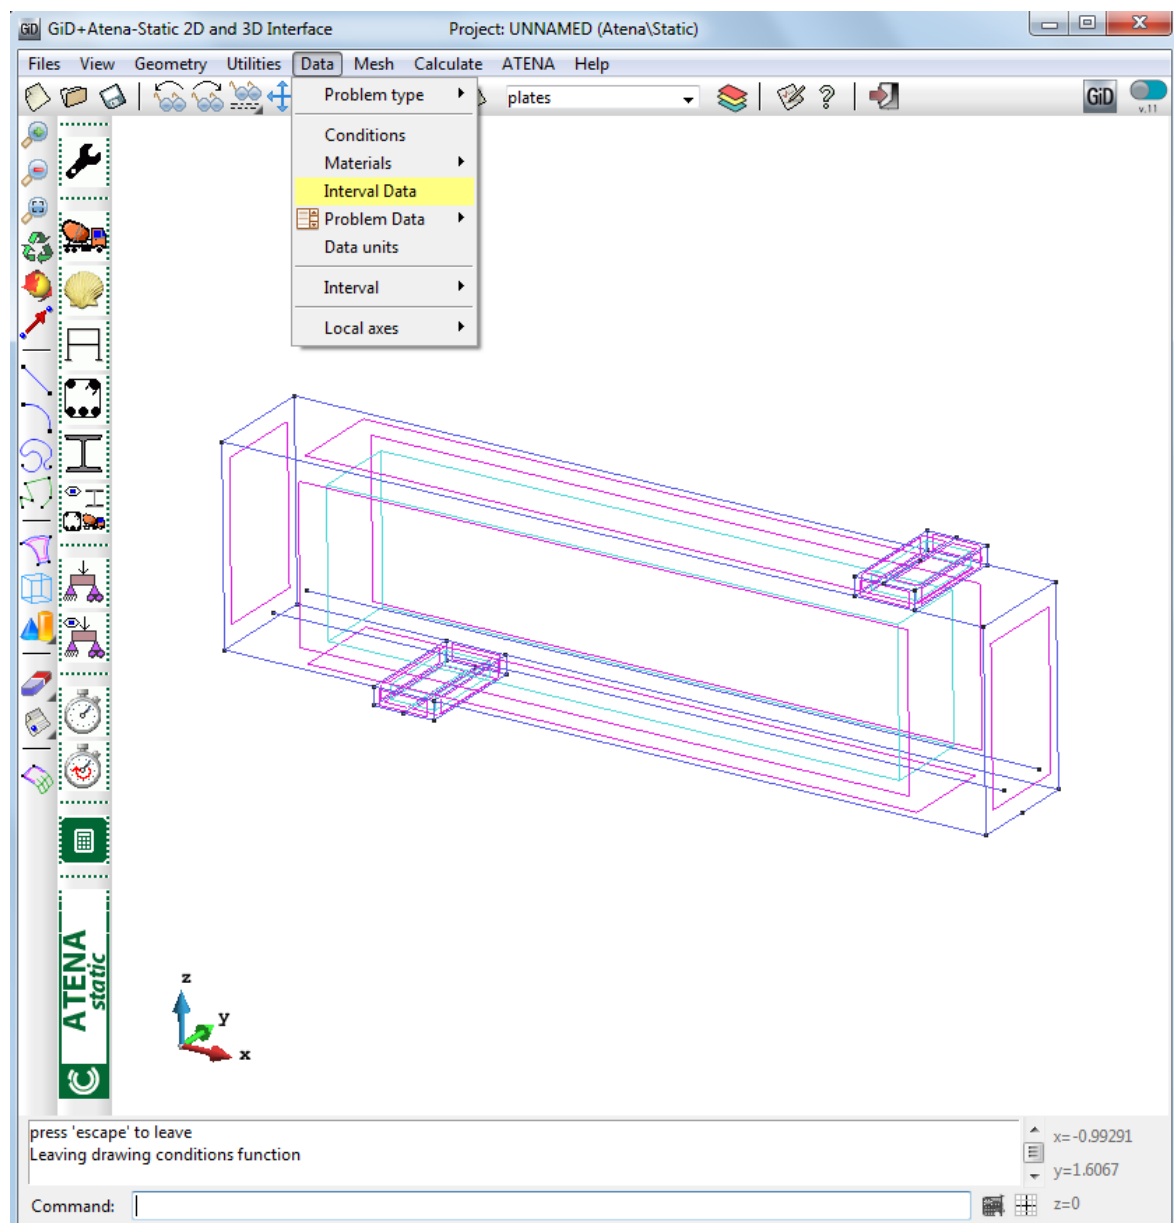 GiD GiD+Atena-Static 2D and 3D Interface Project: UNNAMED (Atena\Static)
Files View Geometry Utilities Data Mesh Calculate ATENA Help
plates GiD
v.11
Problem type
Conditions
Materials
Interval Data
Problem Data
Data units
Interval
Local axes
ATENA
static
z
y
x
press 'escape' to leave
Leaving drawing conditions function
x=-0.99291
y=1.6067
z=0
Command: